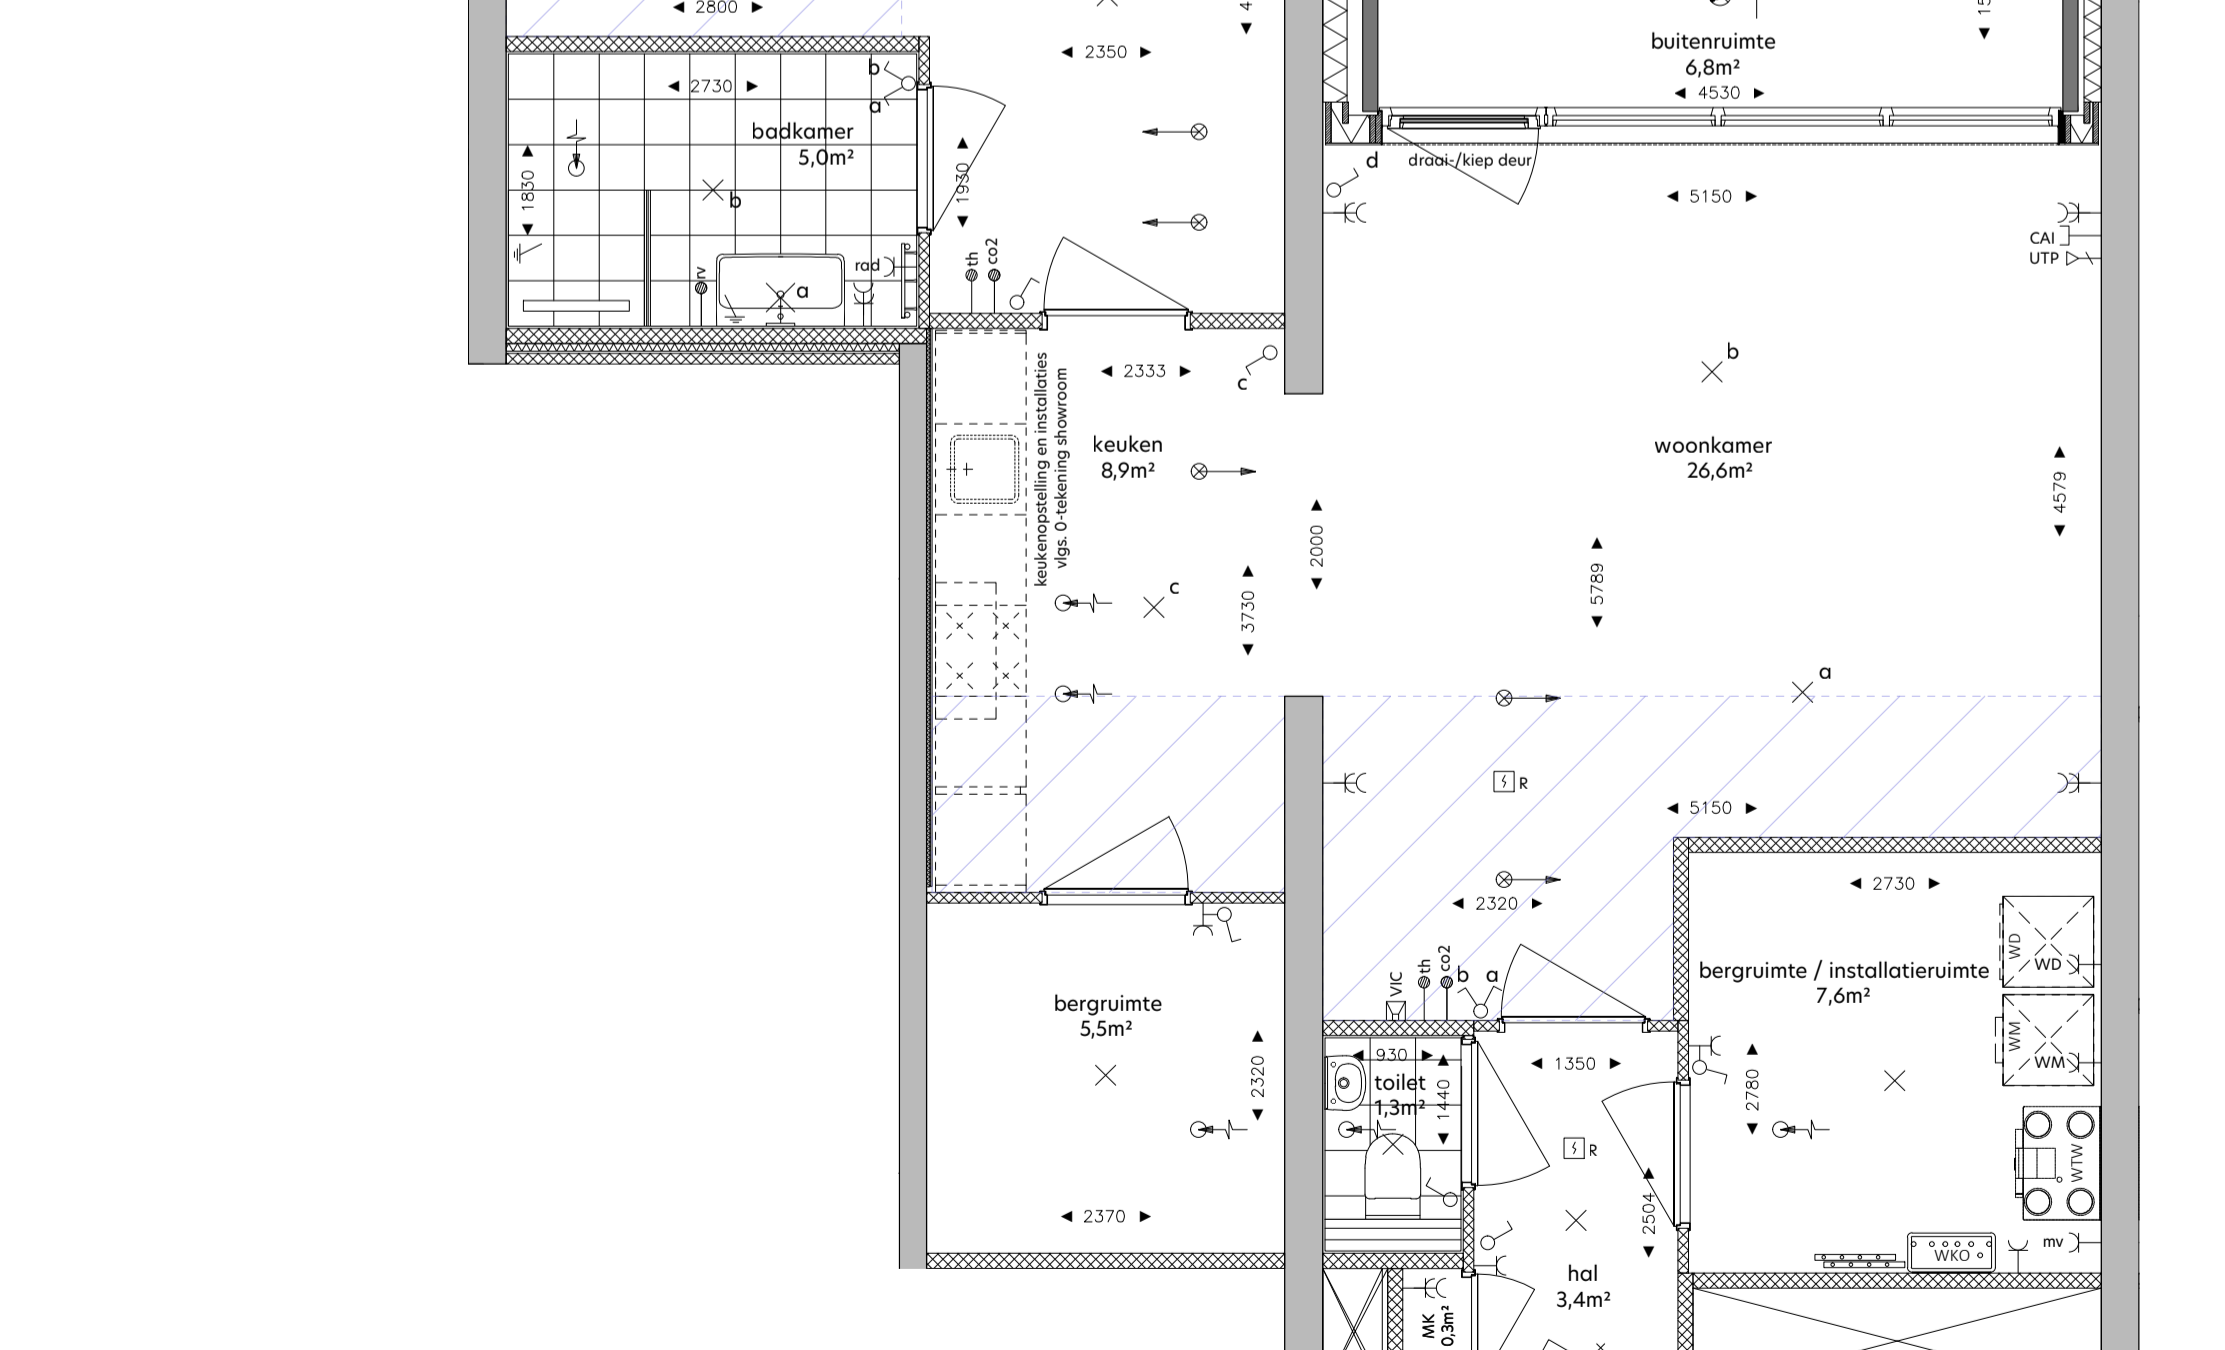 2800
4
2350
15
buitenruimte
6,8m²
4530
b
a
2730
badkamer
5,0m²
1830
1930
b
d
draai-/kiep deur
5150
CAI
UTP
rv
a
rad
th
co2
2333
c
b
keukenopstelling en installaties
vlgs. 0-tekening showroom
keuken
8,9m²
woonkamer
26,6m²
4579
2000
5789
c
3730
a
R
5150
2730
2320
WD
WD
bergruimte / installatieruimte
7,6m²
VIC
th
co2
b
a
bergruimte
5,5m²
WM
WM
930
toilet
1,3m²
1440
1350
2320
2780
R
WTW
2370
2504
mv
WKO
hal
3,4m²
MK
0,3m²